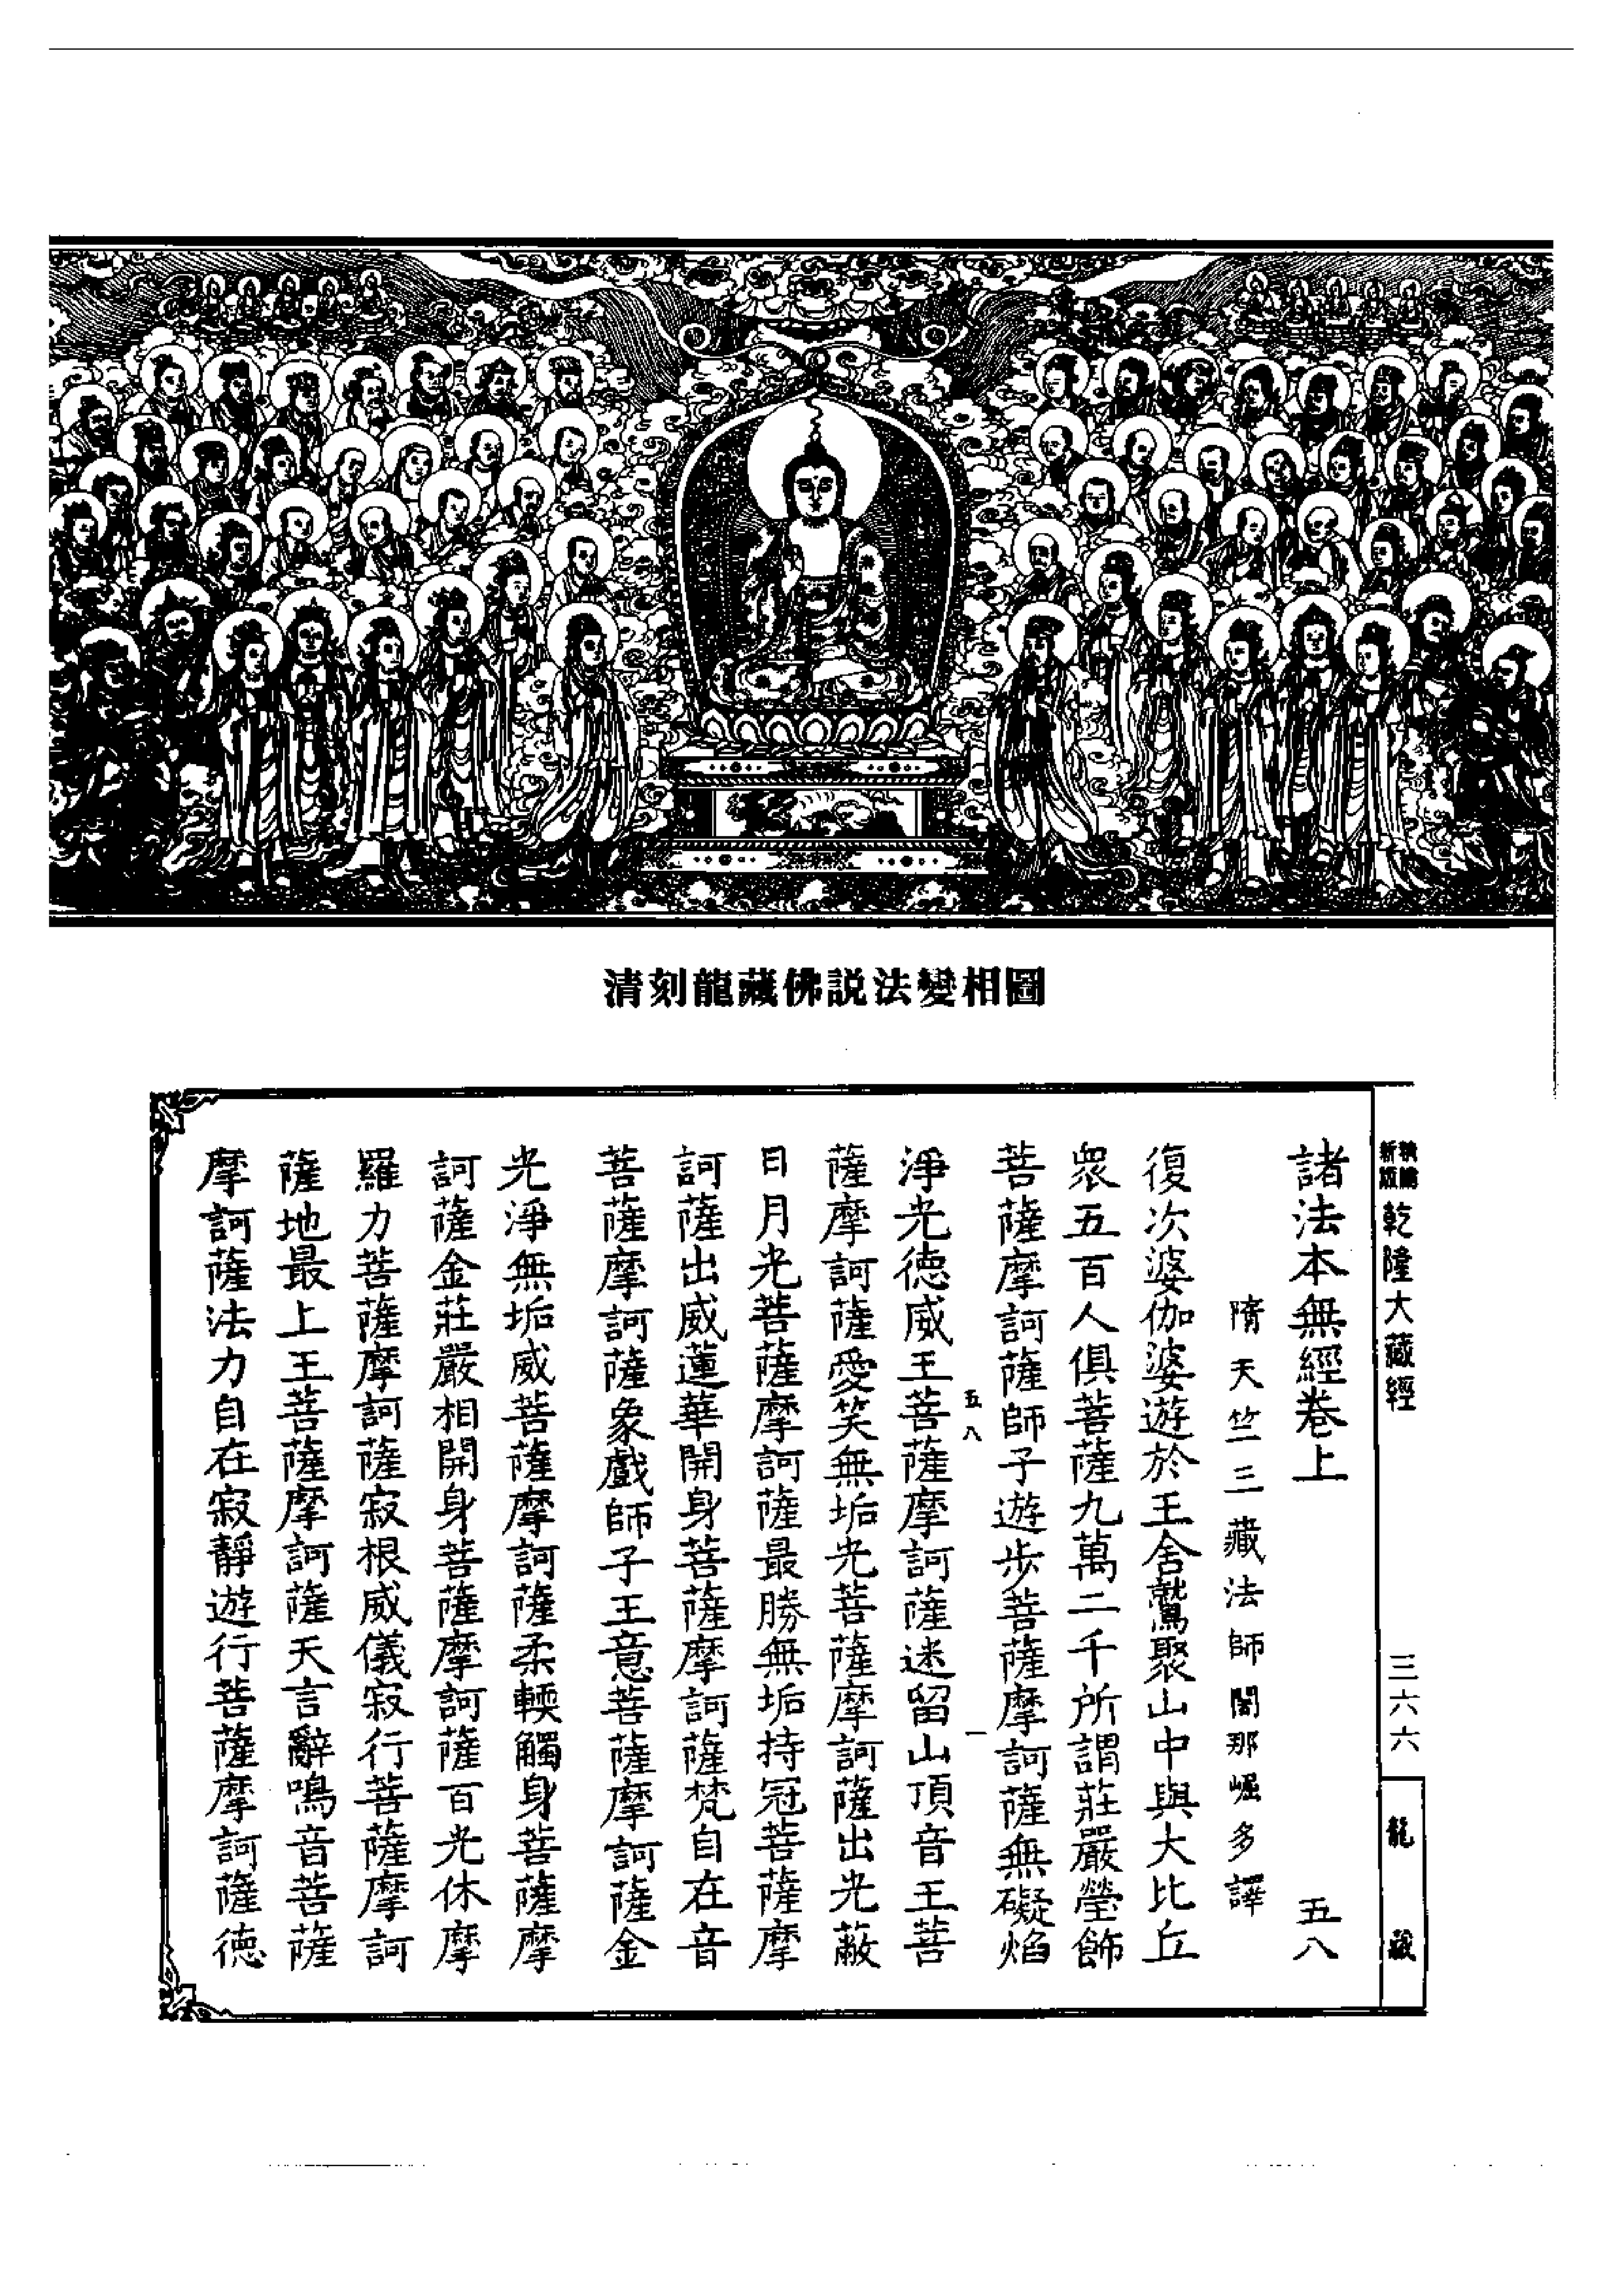 清刻龍藏佛説法變相圖
新版
乾隆大藏經
三六六
龍藏
諸法本無經卷上
五八
隋天竺三藏法師闍那崛多譯
復次婆伽婆遊於王舍鷲聚山中與大比丘
衆五百人俱菩薩九萬二千所謂莊嚴瑩飾
菩薩摩訶薩師子遊步菩薩摩訶薩無礙焰
五八
一
淨光德威王菩薩摩訶薩迷留山頂音王菩
薩摩訶薩愛笑無垢光菩薩摩訶薩出光蔽
日月光菩薩摩訶薩最勝無垢持冠菩薩摩
訶薩出威蓮華開身菩薩摩訶薩梵自在音
菩薩摩訶薩象戲師子王意菩薩摩訶薩金
光淨無垢威菩薩摩訶薩柔輭觸身菩薩摩
訶薩金莊嚴相開身菩薩摩訶薩百光休摩
羅力菩薩摩訶薩寂根威儀寂行菩薩摩訶
薩地最上王菩薩摩訶薩天言辭鳴音菩薩
摩訶薩法力自在寂靜遊行菩薩摩訶薩德